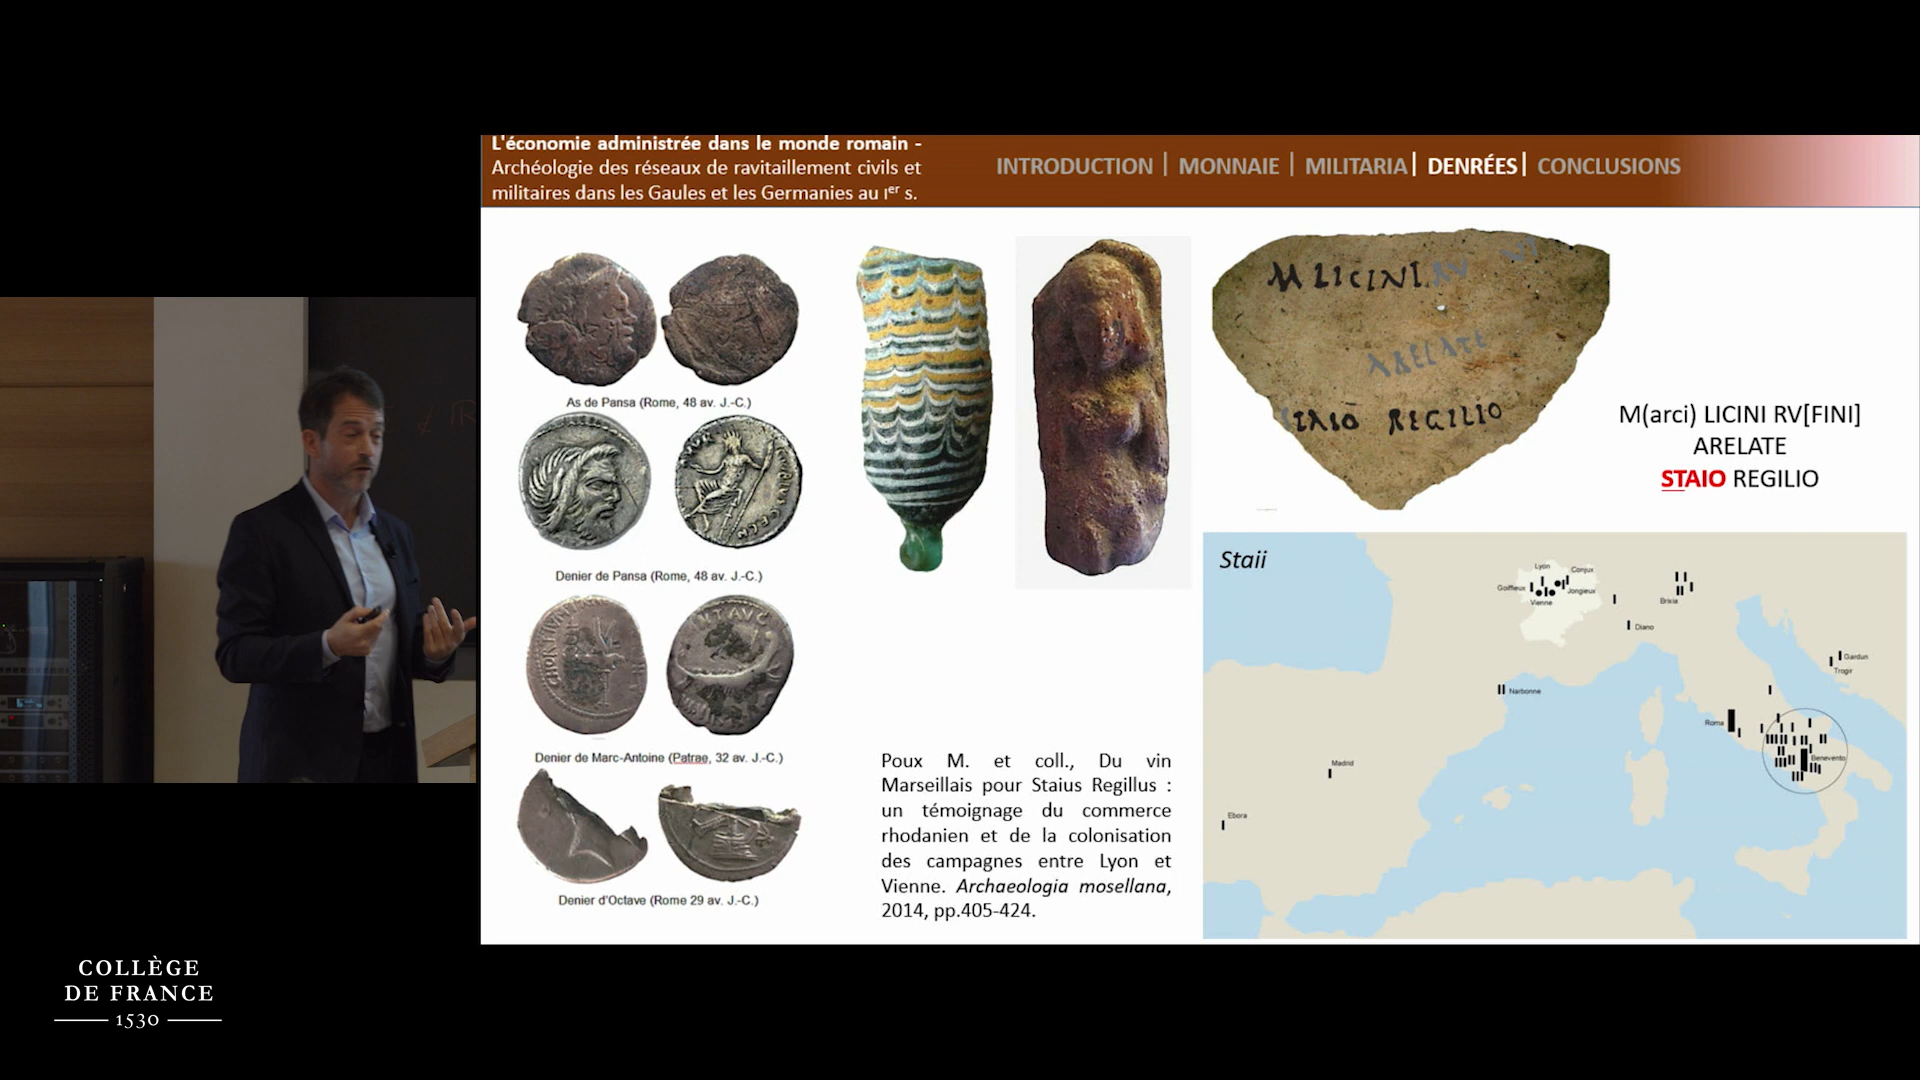 L'économie administrée dans le monde romain -
Archéologie des réseaux de ravitaillement civils et
militaires dans les Gaules et les Germanies au Ier s.
INTRODUCTION | MONNAIE | MILITARIA | DENRÉES | CONCLUSIONS
As de Pansa (Rome, 48 av. J.-C.)
Denier de Pansa (Rome, 48 av. J.-C.)
Denier de Marc-Antoine (Patrae, 32 av. J.-C.)
Denier d'Octave (Rome 29 av. J.-C.)
M LICINI RV
ARELATE
STAIO REGILIO
M(arci) LICINI RV[FINI]
ARELATE
STAIO REGILIO
Poux M. et coll., Du vin
Marseillais pour Staius Regillus :
un témoignage du commerce
rhodanien et de la colonisation
des campagnes entre Lyon et
Vienne. Archaeologia mosellana,
2014, pp.405-424.
Staii
Lyon
Conjux
Goiffieux
Jongieux
Vienne
Brixia
Diano
Gardun
Trogir
Narbonne
Rome
Benevento
Madrid
Ebora
COLLÈGE
DE FRANCE
1530